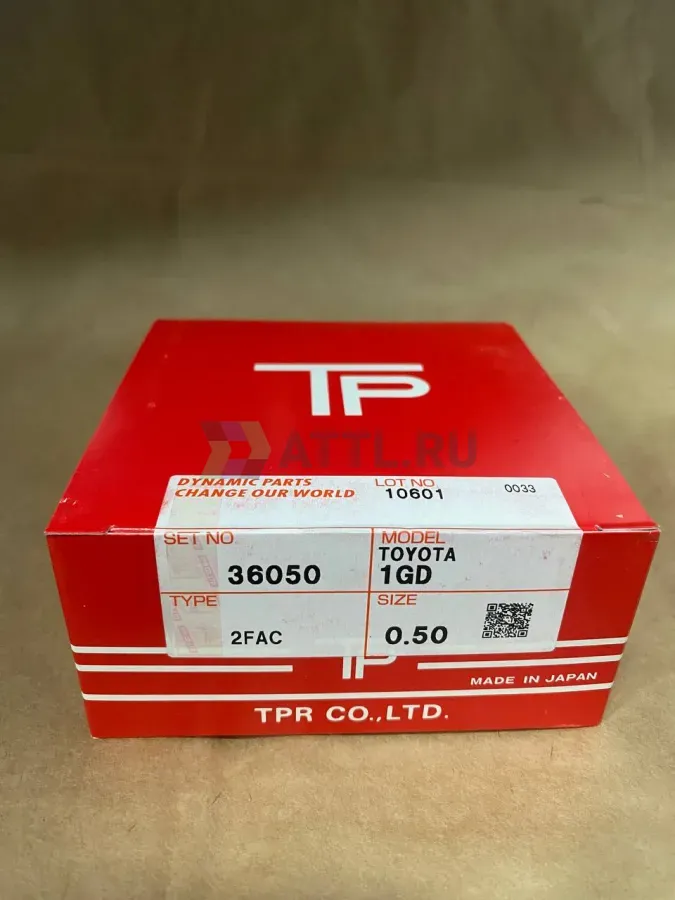 TP
ATTL.RU
DYNAMIC PARTS
CHANGE OUR WORLD
LOT NO.
10601
0033
SET NO.
36050
MODEL
TOYOTA
1GD
TYPE
2FAC
SIZE
0.50
TP
MADE IN JAPAN
TPR CO.,LTD.